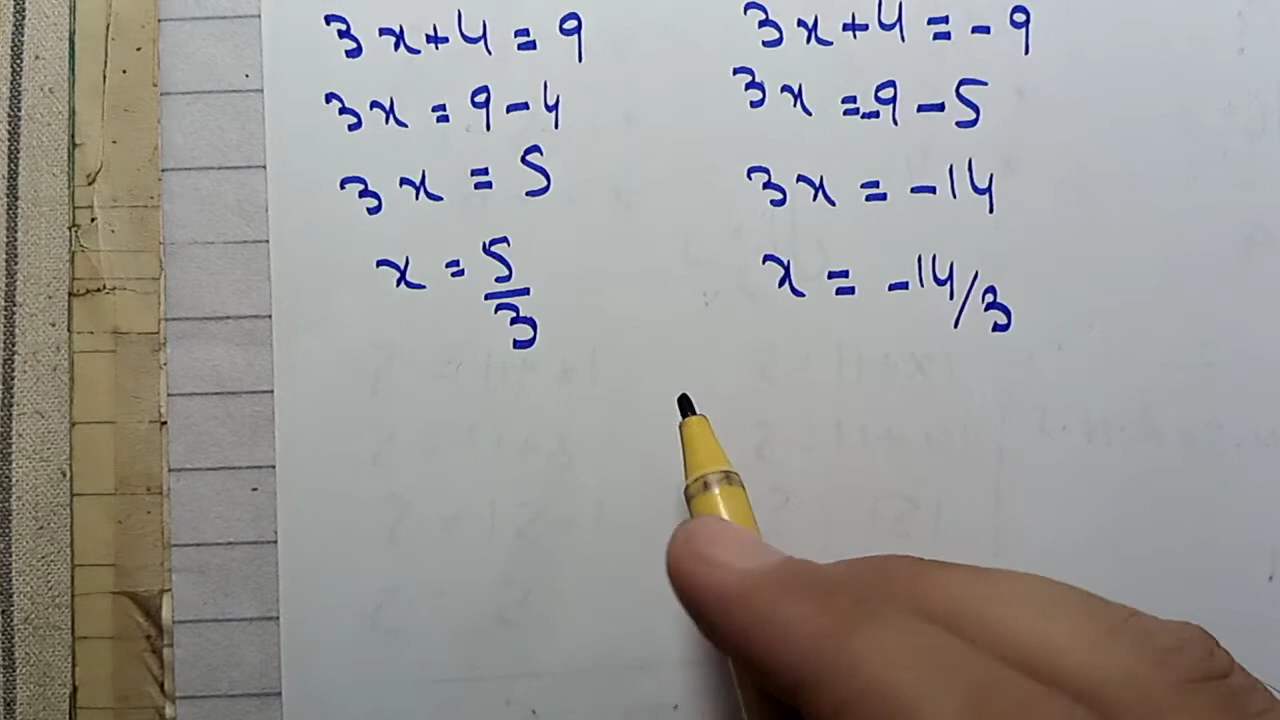 3x+4 = 9
3x = 9-4
3x = 5
x = 5/3
3x+4 = -9
3x = -9-5
3x = -14
x = -14/3